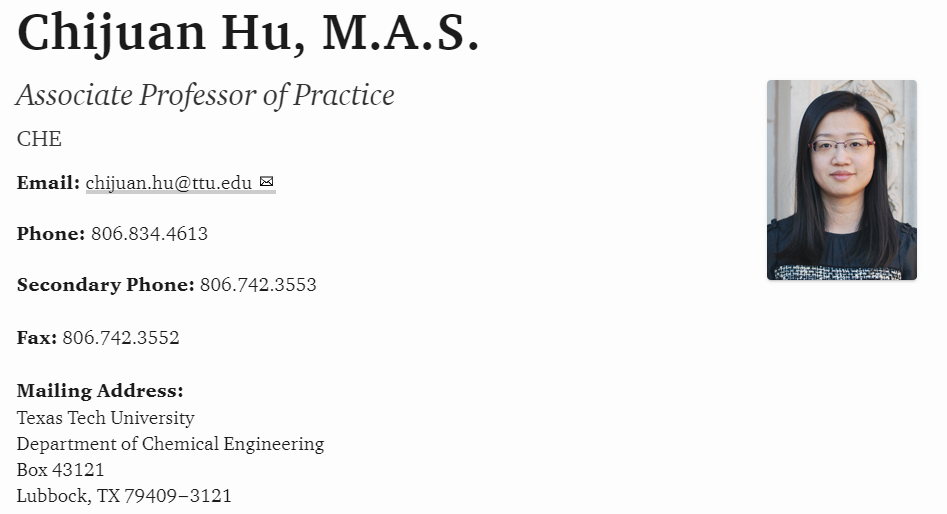 Chijuan Hu, M.A.S.
Associate Professor of Practice
CHE
Email: chijuan.hu@ttu.edu
Phone: 806.834.4613
Secondary Phone: 806.742.3553
Fax: 806.742.3552
Mailing Address:
Texas Tech University
Department of Chemical Engineering
Box 43121
Lubbock, TX 79409–3121